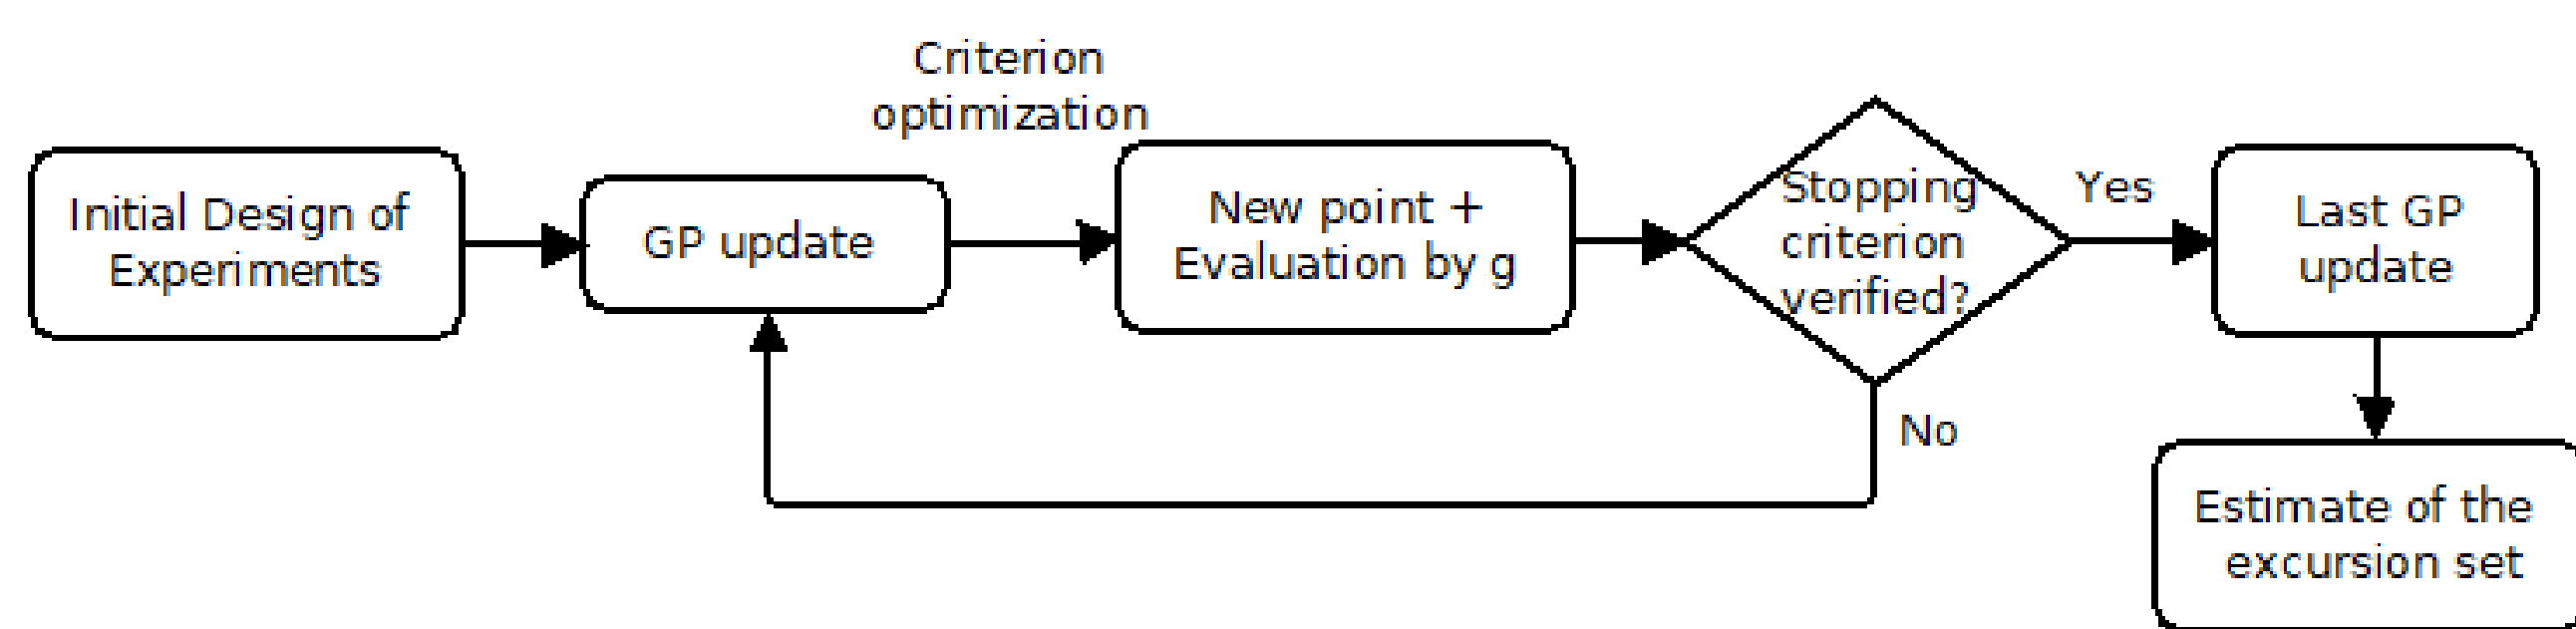 Criterion
optimization
Initial Design of
Experiments
GP update
New point +
Evaluation by g
Stopping
criterion
verified?
Yes
Last GP
update
No
Estimate of the
excursion set